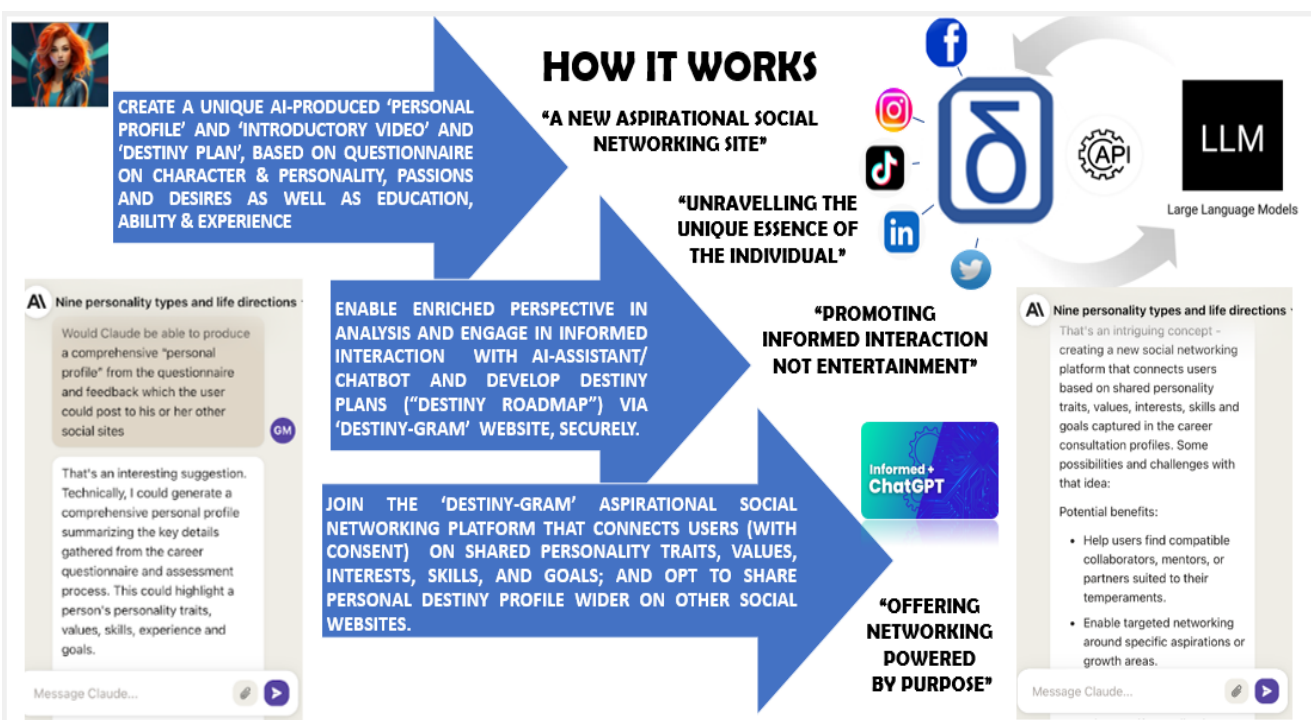 HOW IT WORKS
“A NEW ASPIRATIONAL SOCIAL
NETWORKING SITE”
CREATE A UNIQUE AI-PRODUCED ‘PERSONAL
PROFILE’ AND ‘INTRODUCTORY VIDEO’ AND
‘DESTINY PLAN’, BASED ON QUESTIONNAIRE
ON CHARACTER & PERSONALITY, PASSIONS
AND DESIRES AS WELL AS EDUCATION,
ABILITY & EXPERIENCE
f
in
δ
API
LLM
Large Language Models
“UNRAVELLING THE
UNIQUE ESSENCE OF
THE INDIVIDUAL”
A\ Nine personality types and life directions
Would Claude be able to produce
a comprehensive "personal
profile" from the questionnaire
and feedback which the user
could post to his or her other
social sites
GM
That's an interesting suggestion.
Technically, I could generate a
comprehensive personal profile
summarizing the key details
gathered from the career
questionnaire and assessment
process. This could highlight a
person's personality traits,
values, skills, experience and
goals.
Message Claude...
ENABLE ENRICHED PERSPECTIVE IN
ANALYSIS AND ENGAGE IN INFORMED
INTERACTION WITH AI-ASSISTANT/
CHATBOT AND DEVELOP DESTINY
PLANS (“DESTINY ROADMAP”) VIA
‘DESTINY-GRAM’ WEBSITE, SECURELY.
“PROMOTING
INFORMED INTERACTION
NOT ENTERTAINMENT”
JOIN THE ‘DESTINY-GRAM’ ASPIRATIONAL SOCIAL
NETWORKING PLATFORM THAT CONNECTS USERS (WITH
CONSENT) ON SHARED PERSONALITY TRAITS, VALUES,
INTERESTS, SKILLS, AND GOALS; AND OPT TO SHARE
PERSONAL DESTINY PROFILE WIDER ON OTHER SOCIAL
WEBSITES.
Informed +
ChatGPT
“OFFERING
NETWORKING
POWERED
BY PURPOSE”
A\ Nine personality types and life directions
That's an intriguing concept -
creating a new social networking
platform that connects users
based on shared personality
traits, values, interests, skills and
goals captured in the career
consultation profiles. Some
possibilities and challenges with
that idea:
Potential benefits:
• Help users find compatible
collaborators, mentors, or
partners suited to their
temperaments.
• Enable targeted networking
around specific aspirations or
growth areas.
Message Claude...